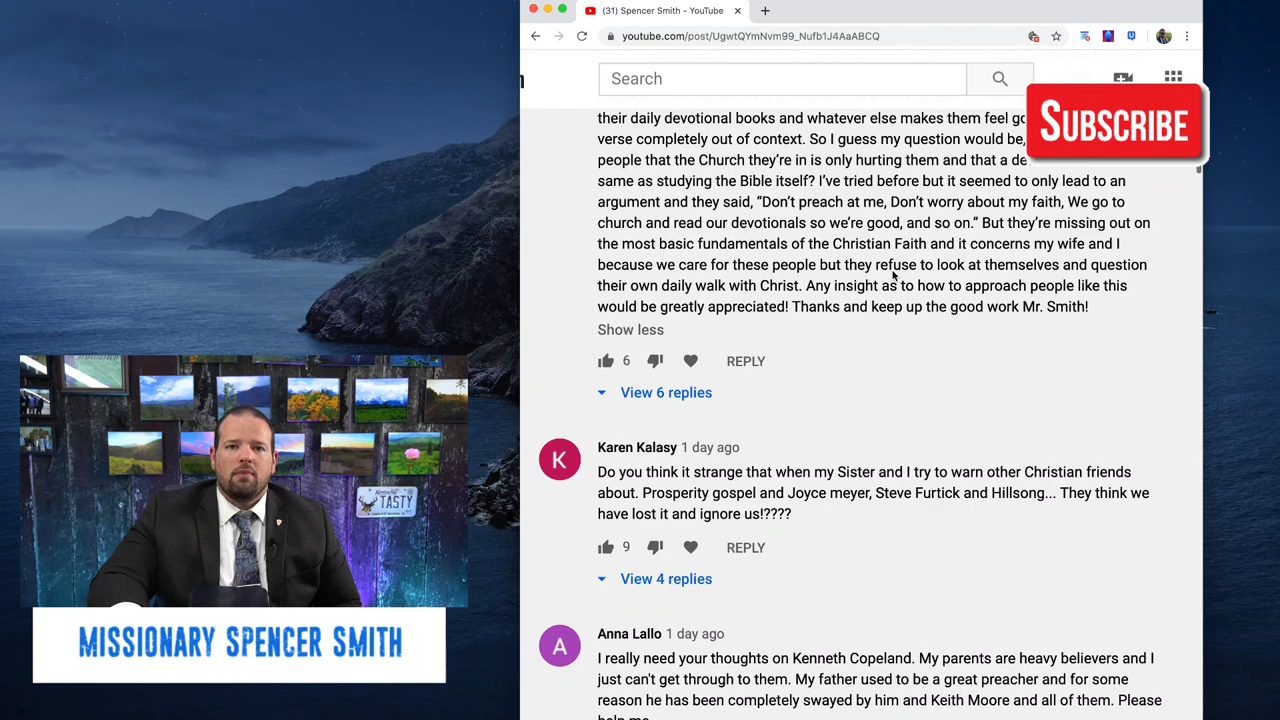 (31) Spencer Smith - YouTube
youtube.com/post/UgwtQYmNvm99_Nufb1J4AaABCQ
Search
SUBSCRIBE
their daily devotional books and whatever else makes them feel
verse completely out of context. So I guess my question would be,
people that the Church they're in is only hurting them and that a
same as studying the Bible itself? I've tried before but it seemed to only lead to an
argument and they said, “Don't preach at me, Don't worry about my faith, We go to
church and read our devotionals so we're good, and so on.” But they're missing out on
the most basic fundamentals of the Christian Faith and it concerns my wife and I
because we care for these people but they refuse to look at themselves and question
their own daily walk with Christ. Any insight as to how to approach people like this
would be greatly appreciated! Thanks and keep up the good work Mr. Smith!
Show less
6
REPLY
View 6 replies
K
Karen Kalasy 1 day ago
Do you think it strange that when my Sister and I try to warn other Christian friends
about. Prosperity gospel and Joyce meyer, Steve Furtick and Hillsong... They think we
have lost it and ignore us!????
9
REPLY
View 4 replies
A
Anna Lallo 1 day ago
I really need your thoughts on Kenneth Copeland. My parents are heavy believers and I
just can't get through to them. My father used to be a great preacher and for some
reason he has been completely swayed by him and Keith Moore and all of them. Please
help me
TASTY
MISSIONARY SPENCER SMITH